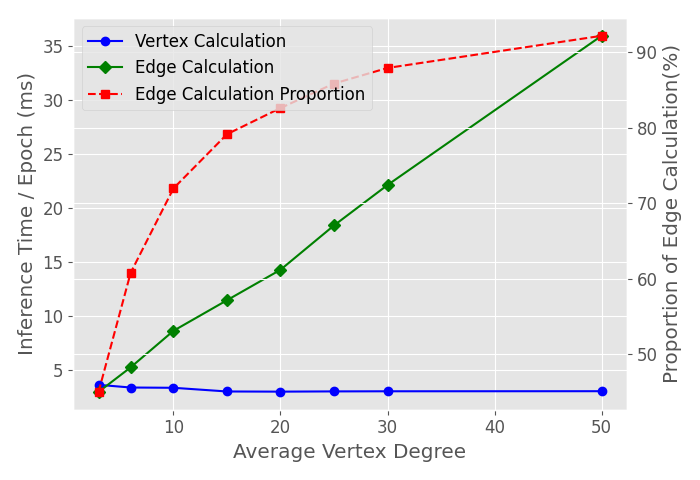 Vertex Calculation
Edge Calculation
Edge Calculation Proportion
35
30
25
20
15
10
5
Inference Time / Epoch (ms)
90
80
70
60
50
Proportion of Edge Calculation(%)
10
20
30
40
50
Average Vertex Degree